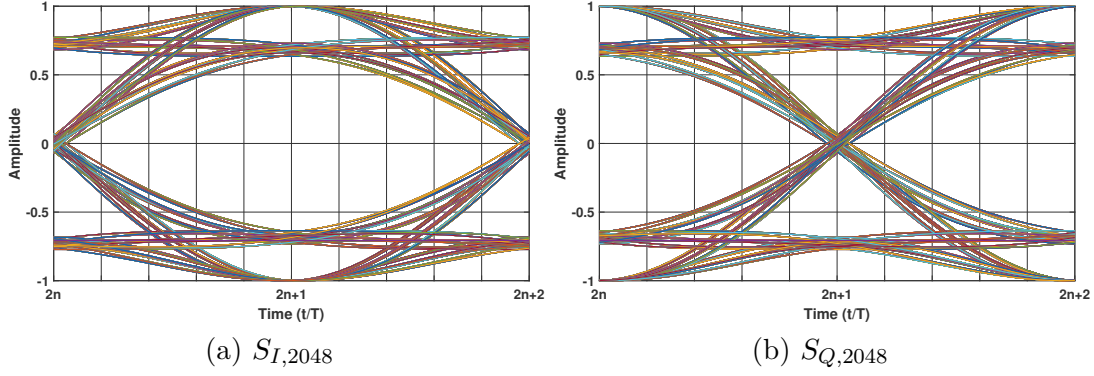 1
0.5
0
-0.5
-1
Amplitude
2n 2n+1 2n+2
Time (t/T)
(a) S_{I,2048}
1
0.5
0
-0.5
-1
Amplitude
2n 2n+1 2n+2
Time (t/T)
(b) S_{Q,2048}